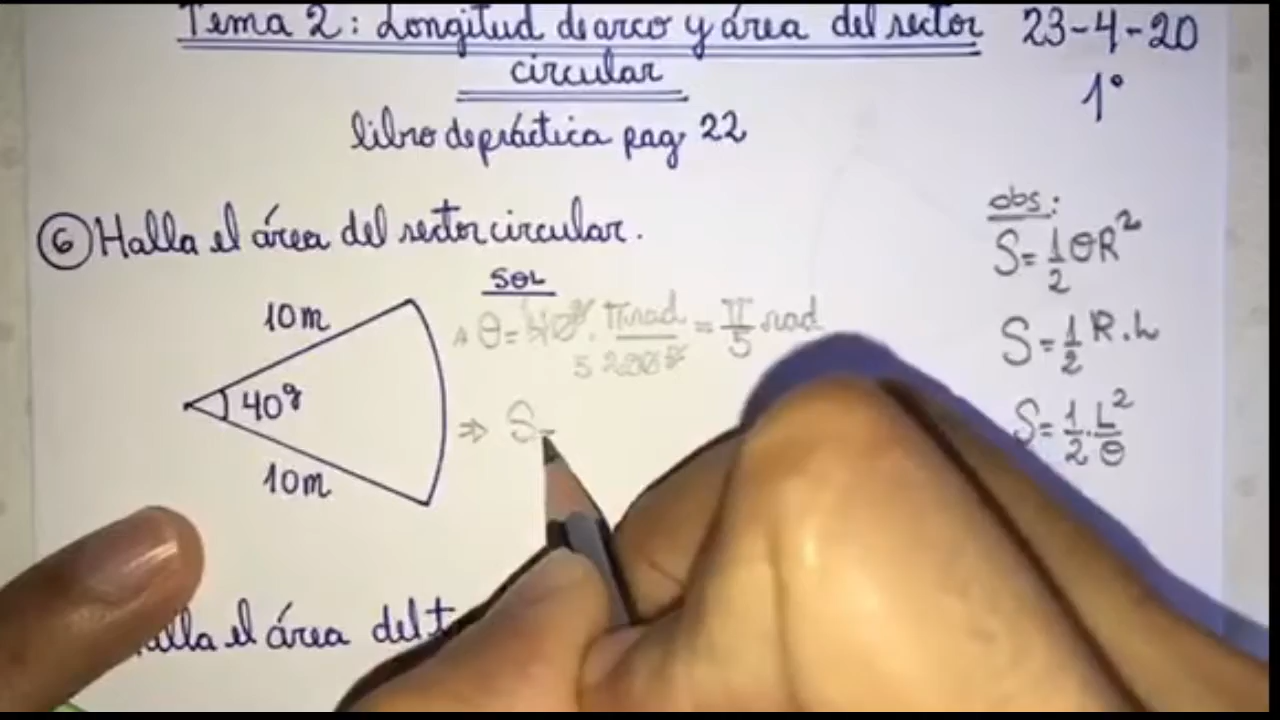 Tema 2: Longitud de arco y área del sector 23-4-20
circular 1°
libro de práctica pag. 22
6 Halla el área del sector circular.
SOL
10m
40g
10m
θ = 40g . π rad / 200g = π/5 rad
5
⇒ S=
obs:
S= 1/2 θR²
S= 1/2 R.L
S= 1/2 . L²/θ
el área del